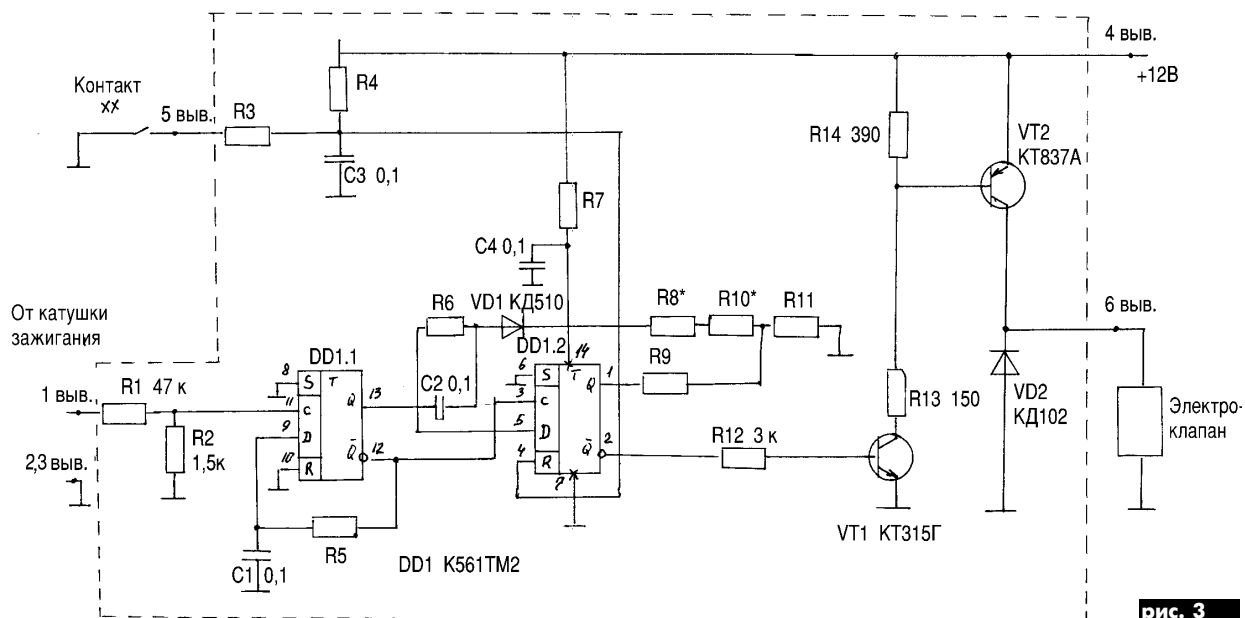 4 выв.
+12В
Контакт
хх
5 выв.
R3
R4
C3 0,1
R7
C4 0,1
R14 390
VT2
КТ837А
От катушки
зажигания
R6
VD1 КД510
R8*
R10*
R11
6 выв.
DD1.1
DD1.2
14
1 выв.
R1 47 к
8
S
T
11
C
Q
13
C2 0,1
6
S
T
3
C
Q
1
R9
R2
1,5к
9
D
5
D
R13 150
VD2
КД102
Электро-
клапан
2,3 выв.
10
R
Q
12
4
R
Q
2
7
R12 3 к
R5
C1 0,1
DD1 К561ТМ2
VT1 КТ315Г
рис. 3